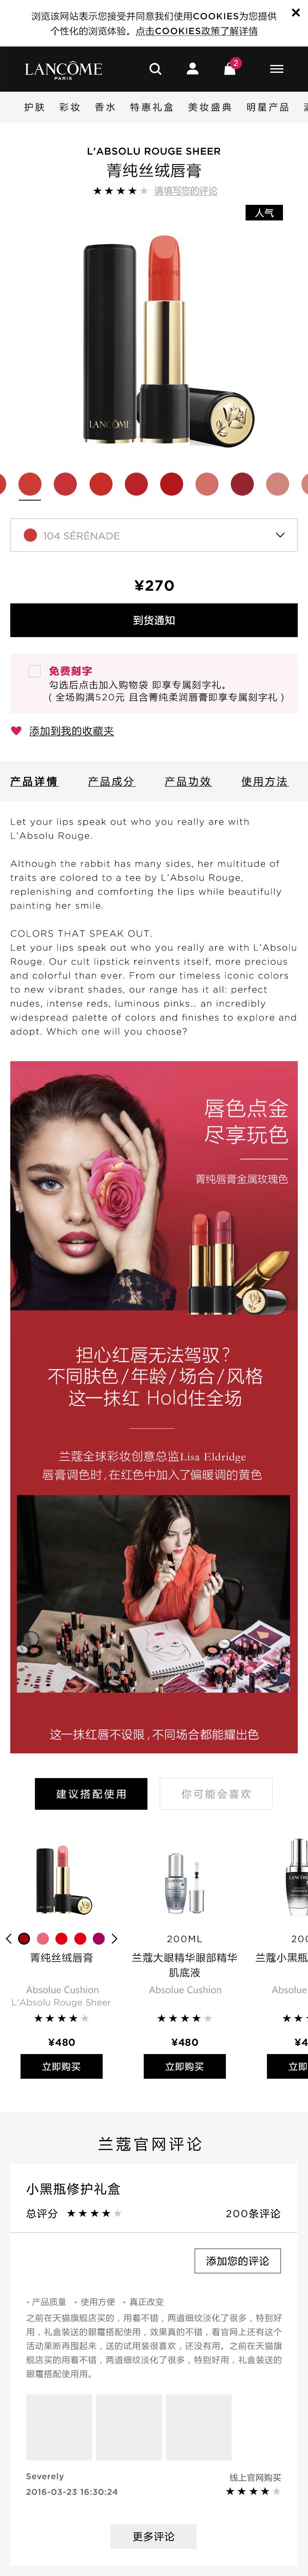 浏览该网站表示您接受并同意我们使用COOKIES为您提
供个性化的浏览体验。点击COOKIES政策了解详情
LANCÔME
PARIS
2
护肤 彩妆 香水 特惠礼盒 美妆盛典 明星产品
L'ABSOLU ROUGE SHEER
菁纯丝绒唇膏
请填写您的评论
人气
LANCÔME
LANCÔME
104 SÉRÉNADE
¥270
到货通知
免费刻字
勾选后点击加入购物袋 即享专属刻字礼。
( 全场购满520元 且含菁纯柔润唇膏即享专属刻字礼 )
添加到我的收藏夹
产品详情 产品成分 产品功效 使用方法
Let your lips speak out who you really are with
L'Absolu Rouge.
Although the rabbit has many sides, her multitude of
traits are colored to a tee by L'Absolu Rouge,
replenishing and comforting the lips while beautifully
painting her smile.
COLORS THAT SPEAK OUT.
Let your lips speak out who you really are with L'Absolu
Rouge. Our cult lipstick reinvents itself, more precious
and colorful than ever. From our timeless iconic colors
to new vibrant shades, our range has it all: perfect
nudes, intense reds, luminous pinks... an incredibly
widespread palette of colors and finishes to explore and
adopt. Which one will you choose?
唇色点金
尽享玩色
菁纯唇膏金属玫瑰色
担心红唇无法驾驭？
不同肤色/年龄/场合/风格
这一抹红 Hold住全场
兰蔻全球彩妆创意总监Lisa Eldridge
唇膏调色时,在红色中加入了偏暖调的黄色
这一抹红唇不设限,不同场合都能耀出色
建议搭配使用 你可能会喜欢
菁纯丝绒唇膏
Absolue Cushion
L'Absolu Rouge Sheer
¥480
立即购买
200ML
兰蔻大眼精华眼部精华
肌底液
Absolue Cushion
¥480
立即购买
兰蔻官网评论
小黑瓶修护礼盒
总评分 200条评论
添加您的评论
· 产品质量 · 使用方便 · 真正改变
之前在天猫旗舰店买的，用着不错，两道细纹淡化了很多，特别好
用，礼盒装送的眼霜搭配使用，效果真的不错，看官网上还有这个
活动果断再囤起来，送的试用装很喜欢，还没有用。之前在天猫旗
舰店买的用着不错，两道细纹淡化了很多，特别好用，礼盒装送的
眼霜搭配使用用。
Severely 线上官网购买
2016-03-23 16:30:24
更多评论